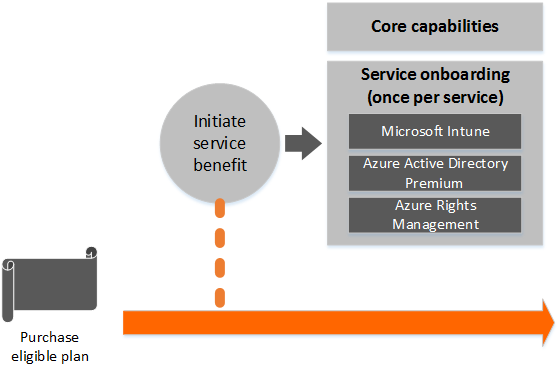 Core capabilities
Service onboarding
(once per service)
Microsoft Intune
Azure Active Directory
Premium
Azure Rights
Management
Initiate
service
benefit
Purchase
eligible plan